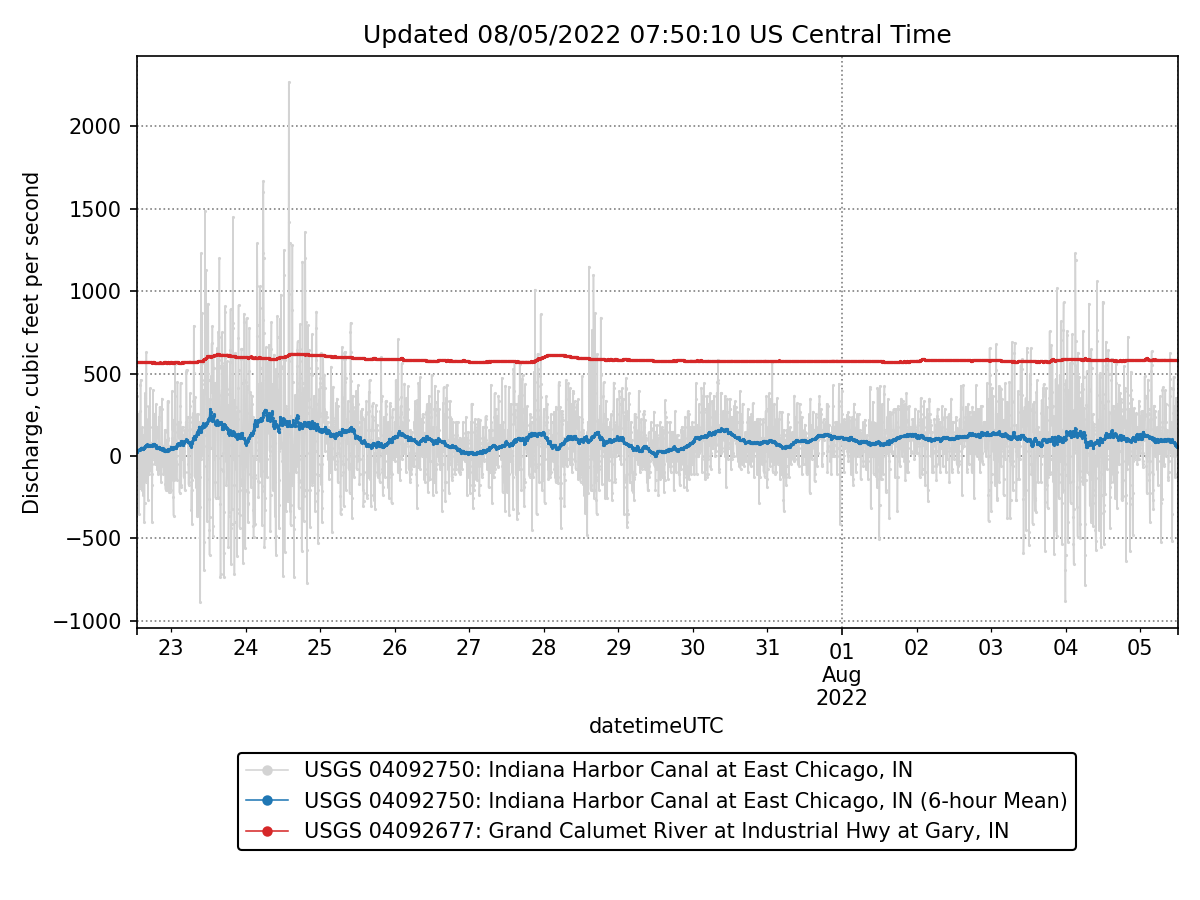 Updated 08/05/2022 07:50:10 US Central Time
Discharge, cubic feet per second
2000
1500
1000
500
0
−500
−1000
23 24 25 26 27 28 29 30 31 01 02 03 04 05
Aug
2022
datetimeUTC
USGS 04092750: Indiana Harbor Canal at East Chicago, IN
USGS 04092750: Indiana Harbor Canal at East Chicago, IN (6-hour Mean)
USGS 04092677: Grand Calumet River at Industrial Hwy at Gary, IN